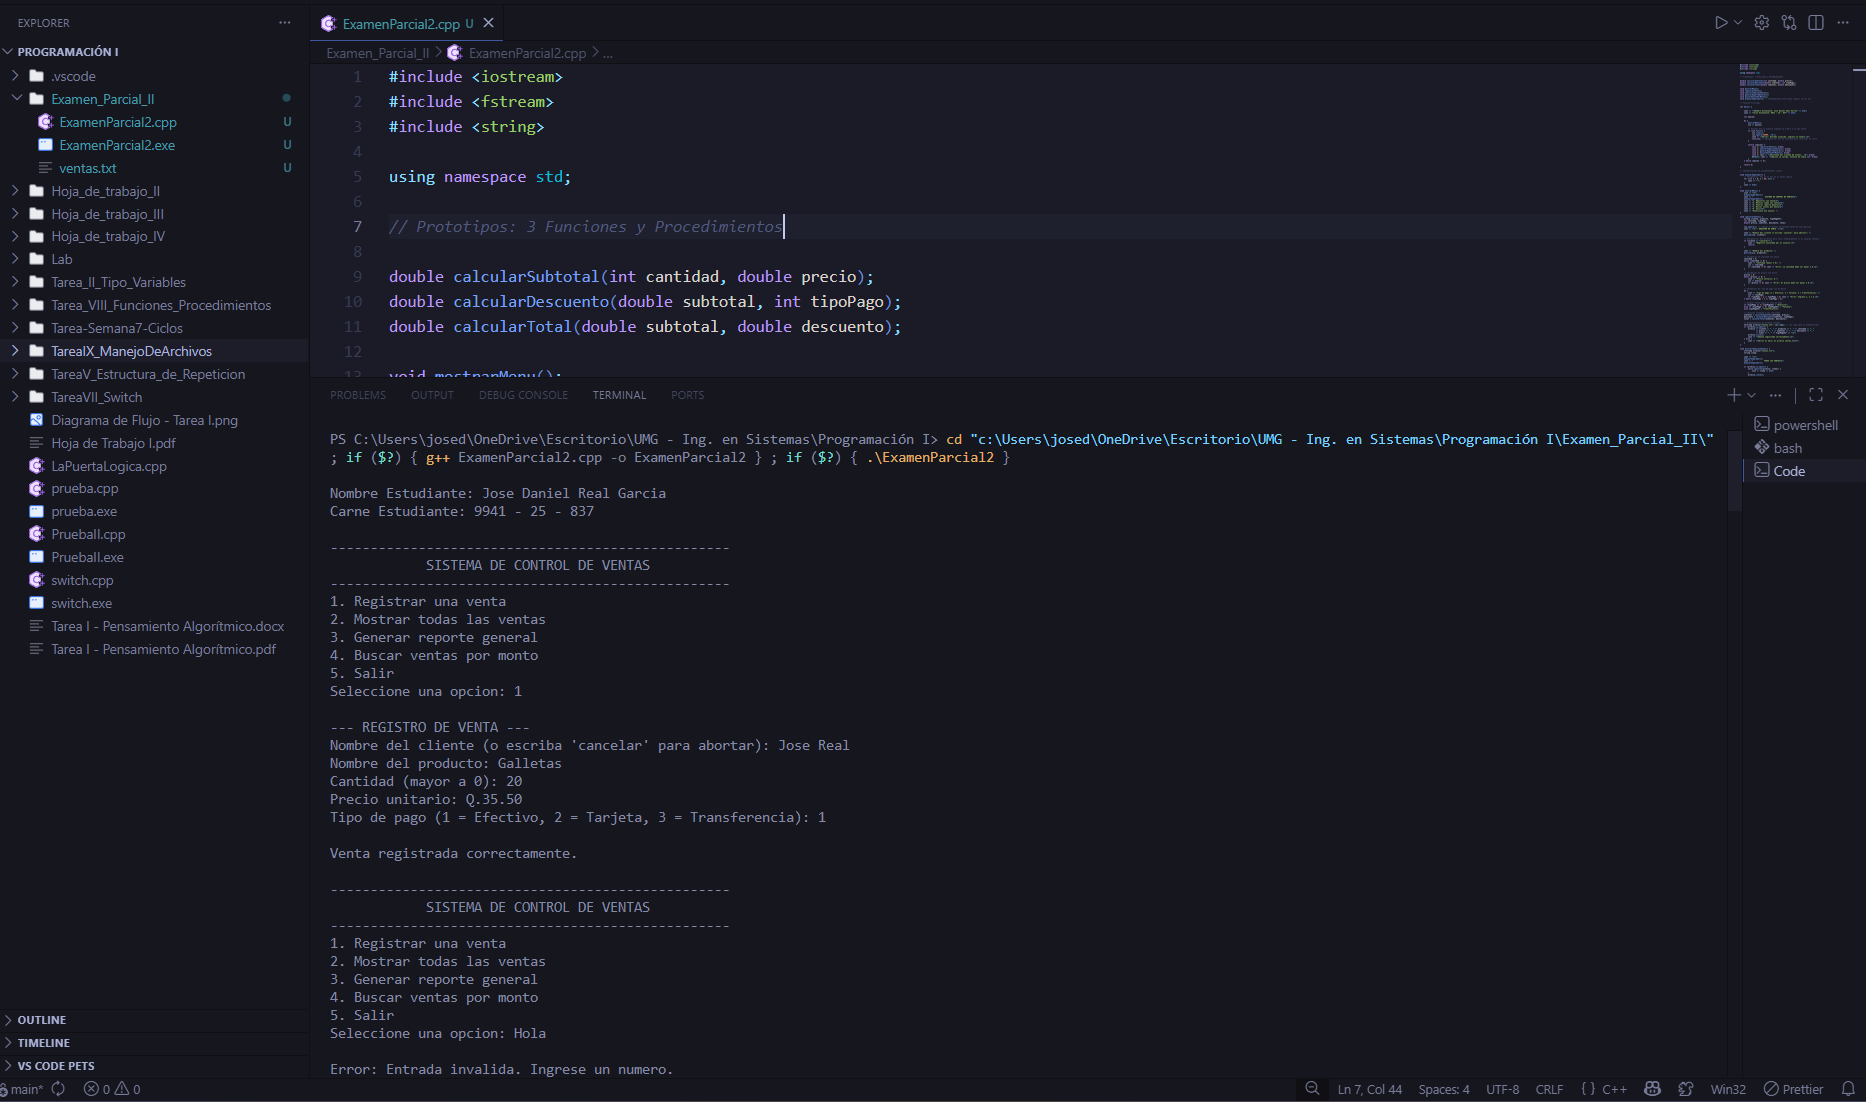 EXPLORER
PROGRAMACIÓN I
.vscode
Examen_Parcial_II
ExamenParcial2.cpp U
ExamenParcial2.exe U
ventas.txt U
Hoja_de_trabajo_II
Hoja_de_trabajo_III
Hoja_de_trabajo_IV
Lab
Tarea_II_Tipo_Variables
Tarea_VIII_Funciones_Procedimientos
Tarea-Semana7-Ciclos
TareaIX_ManejoDeArchivos
TareaV_Estructura_de_Repeticion
TareaVII_Switch
Diagrama de Flujo - Tarea I.png
Hoja de Trabajo I.pdf
LaPuertaLogica.cpp
prueba.cpp
prueba.exe
PruebaII.cpp
PruebaII.exe
switch.cpp
switch.exe
Tarea I - Pensamiento Algorítmico.docx
Tarea I - Pensamiento Algorítmico.pdf
OUTLINE
TIMELINE
VS CODE PETS
ExamenParcial2.cpp U
Examen_Parcial_II > ExamenParcial2.cpp > ...
1 #include <iostream>
2 #include <fstream>
3 #include <string>
4
5 using namespace std;
6
7 // Prototipos: 3 Funciones y Procedimientos
8
9 double calcularSubtotal(int cantidad, double precio);
10 double calcularDescuento(double subtotal, int tipoPago);
11 double calcularTotal(double subtotal, double descuento);
12
13 void mostrarMenu();
PROBLEMS OUTPUT DEBUG CONSOLE TERMINAL PORTS
PS C:\Users\josed\OneDrive\Escritorio\UMG - Ing. en Sistemas\Programación I> cd "c:\Users\josed\OneDrive\Escritorio\UMG - Ing. en Sistemas\Programación I\Examen_Parcial_II\"
; if ($?) { g++ ExamenParcial2.cpp -o ExamenParcial2 } ; if ($?) { .\ExamenParcial2 }
Nombre Estudiante: Jose Daniel Real Garcia
Carne Estudiante: 9941 - 25 - 837
--------------------------------------------------
SISTEMA DE CONTROL DE VENTAS
--------------------------------------------------
1. Registrar una venta
2. Mostrar todas las ventas
3. Generar reporte general
4. Buscar ventas por monto
5. Salir
Seleccione una opcion: 1
--- REGISTRO DE VENTA ---
Nombre del cliente (o escriba 'cancelar' para abortar): Jose Real
Nombre del producto: Galletas
Cantidad (mayor a 0): 20
Precio unitario: Q.35.50
Tipo de pago (1 = Efectivo, 2 = Tarjeta, 3 = Transferencia): 1
Venta registrada correctamente.
--------------------------------------------------
SISTEMA DE CONTROL DE VENTAS
--------------------------------------------------
1. Registrar una venta
2. Mostrar todas las ventas
3. Generar reporte general
4. Buscar ventas por monto
5. Salir
Seleccione una opcion: Hola
Error: Entrada invalida. Ingrese un numero.
powershell
bash
Code
main* 0 0 Ln 7, Col 44 Spaces: 4 UTF-8 CRLF {} C++ Win32 Prettier